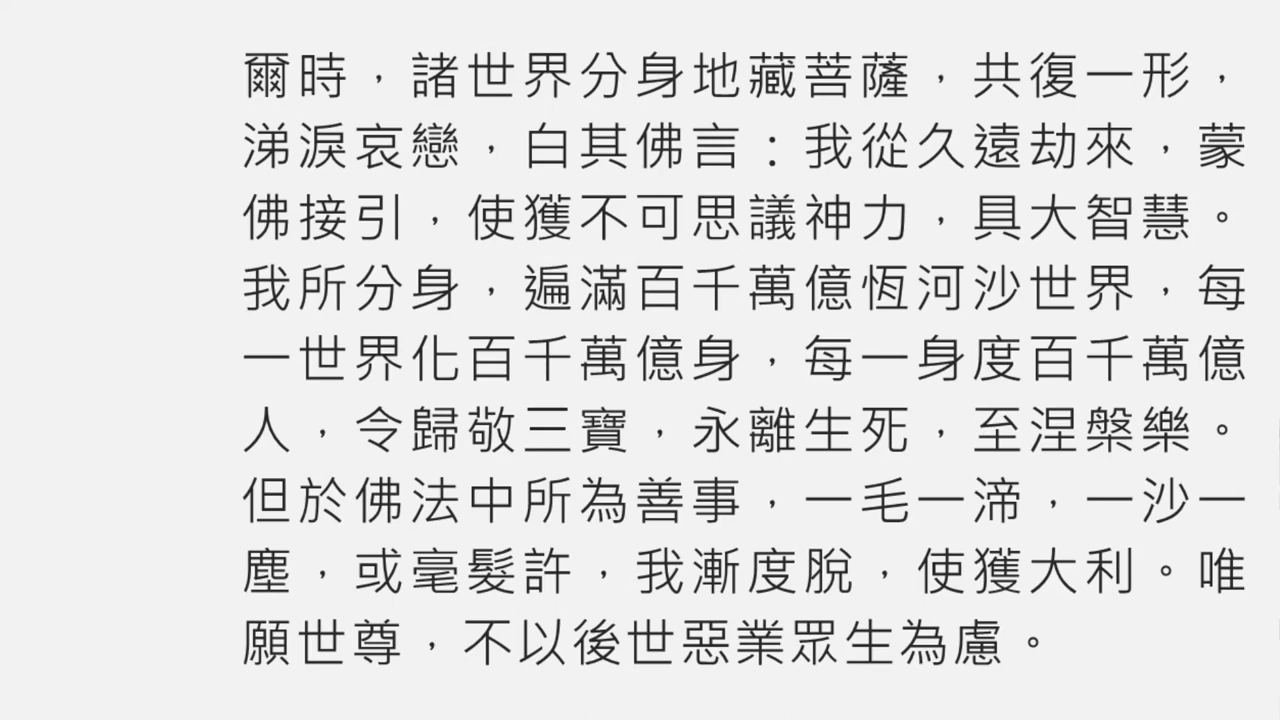 爾時，諸世界分身地藏菩薩，共復一形，
涕淚哀戀，白其佛言：我從久遠劫來，蒙
佛接引，使獲不可思議神力，具大智慧。
我所分身，遍滿百千萬億恆河沙世界，每
一世界化百千萬億身，每一身度百千萬億
人，令歸敬三寶，永離生死，至涅槃樂。
但於佛法中所為善事，一毛一渧，一沙一
塵，或毫髮許，我漸度脫，使獲大利。唯
願世尊，不以後世惡業眾生為慮。